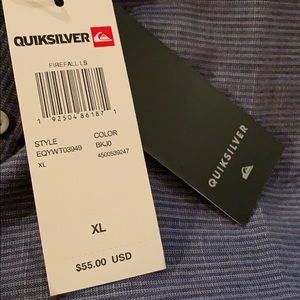 QUIKSILVER
FIREFALL LS
1 92504 86187 1
STYLE
EQYWT03949
XL
COLOR
BKJ0
4500539247
XL
$55.00 USD
QUIKSILVER